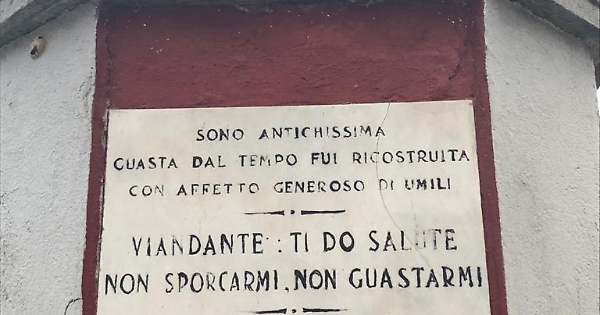 SONO ANTICHISSIMA
GUASTA DAL TEMPO FUI RICOSTRUITA
CON AFFETTO GENEROSO DI UMILI
VIANDANTE : TI DO SALUTE
NON SPORCARMI . NON GUASTARMI